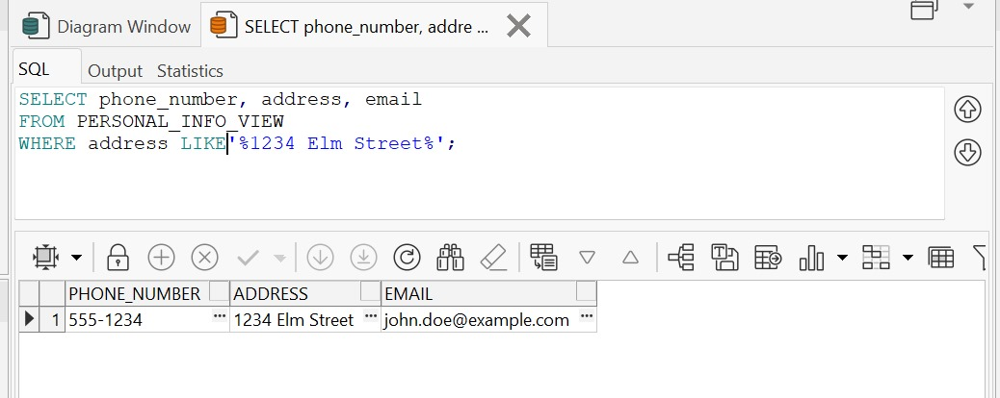 Diagram Window
SELECT phone_number, addre ...
SQL
Output
Statistics
SELECT phone_number, address, email
FROM PERSONAL_INFO_VIEW
WHERE address LIKE'%1234 Elm Street%';
PHONE_NUMBER ADDRESS EMAIL
1 555-1234 ... 1234 Elm Street ... john.doe@example.com ...